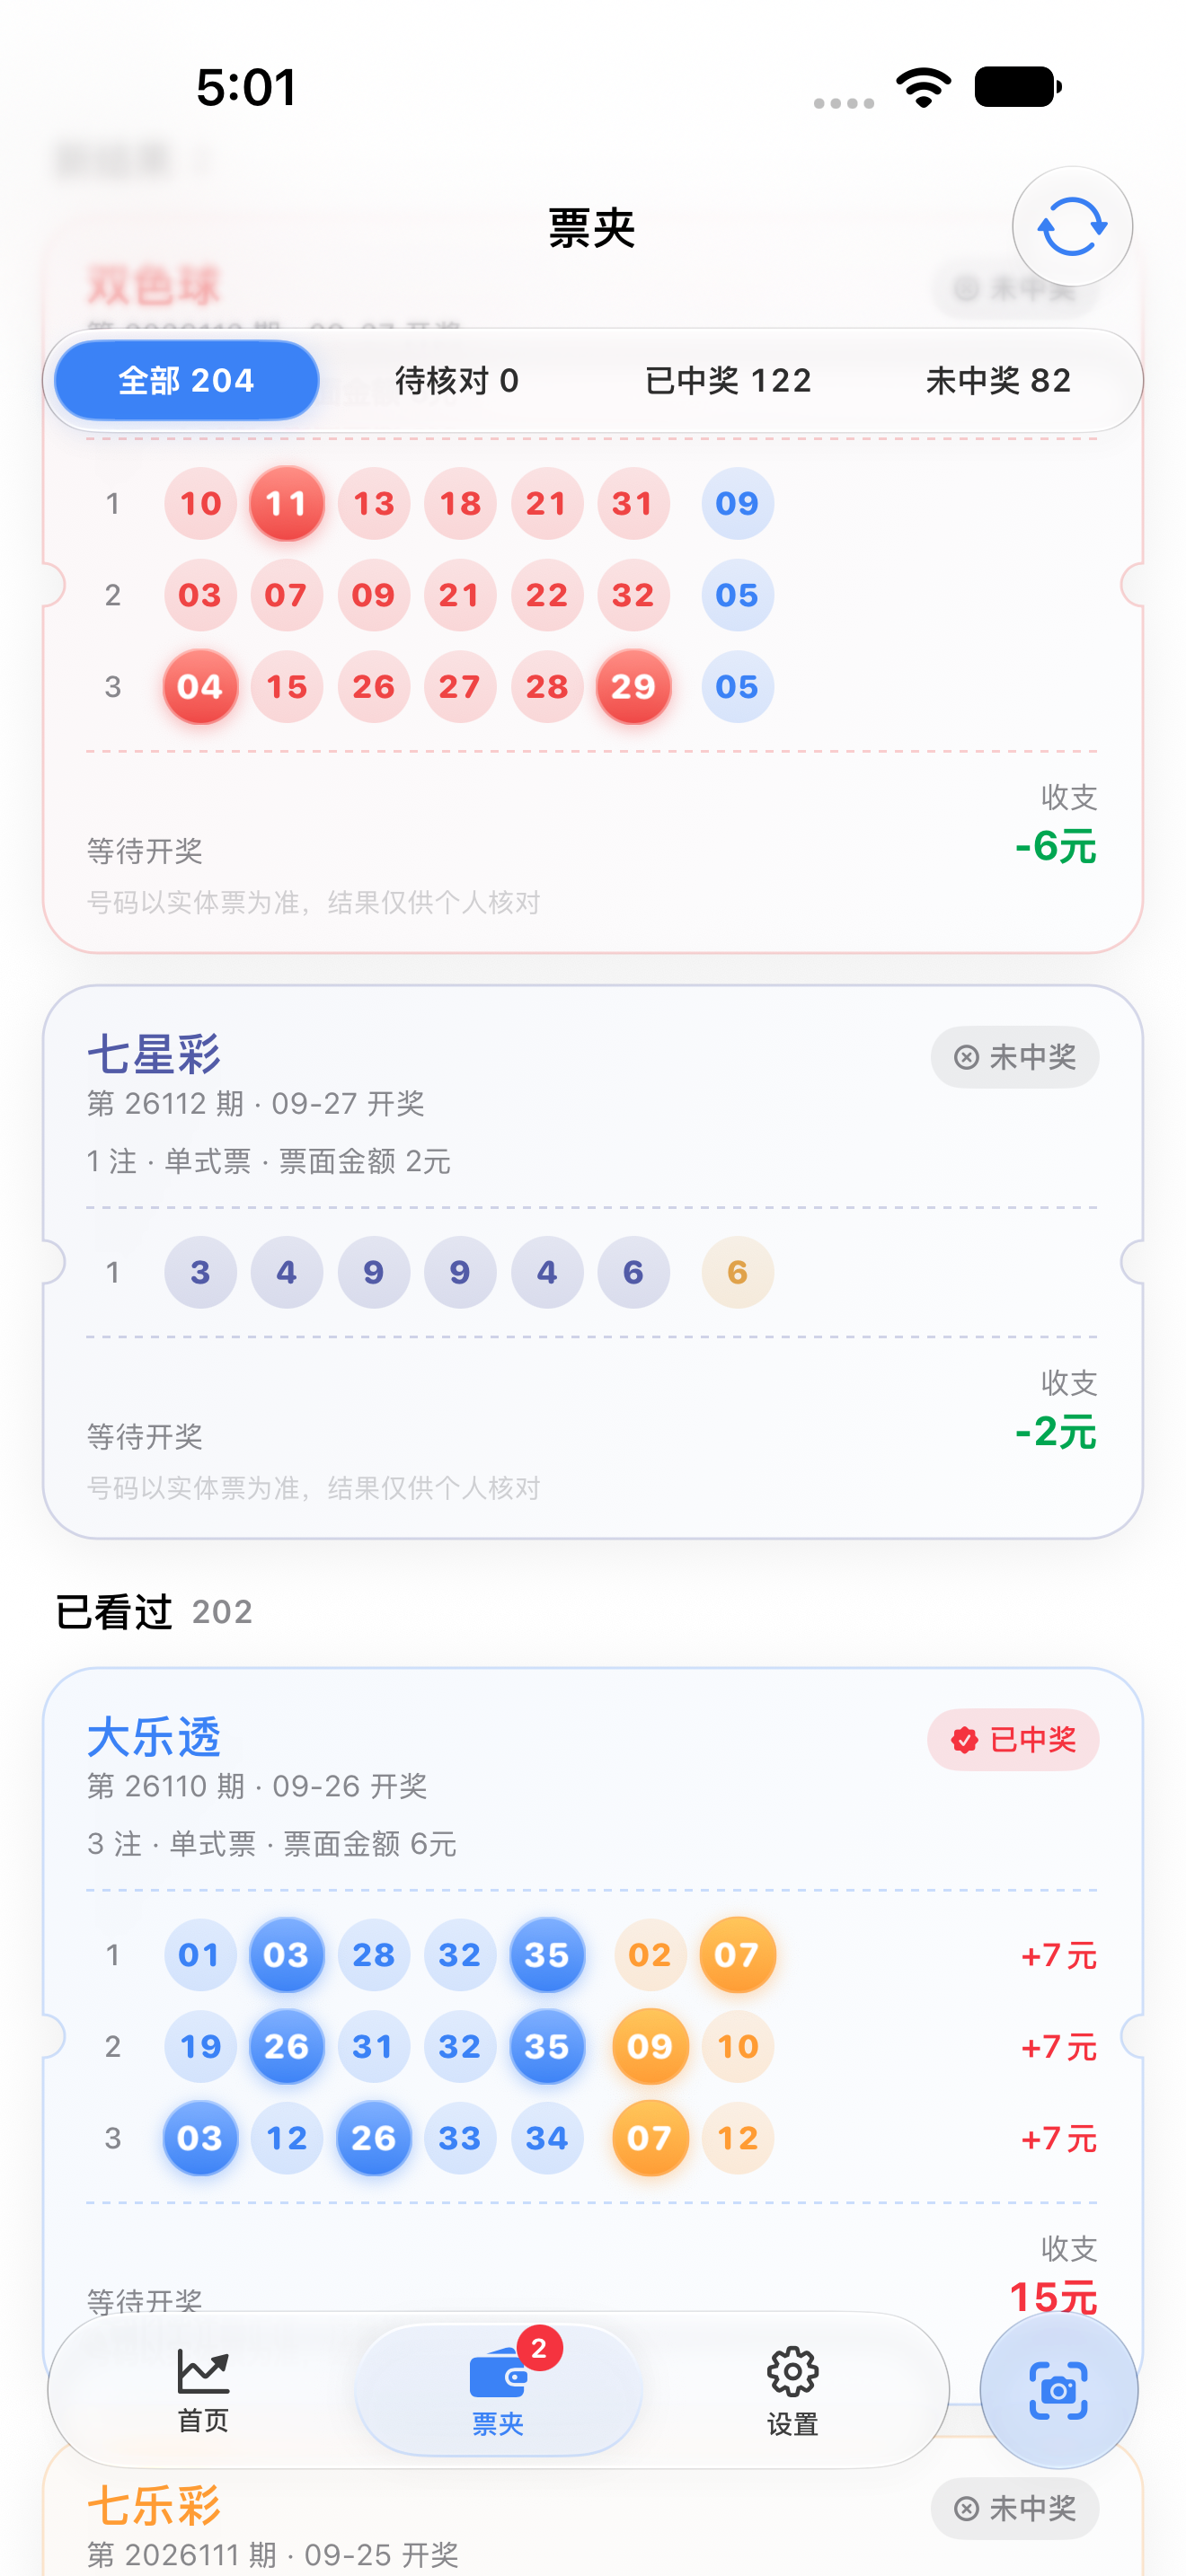 5:01
票夹
双色球
未中奖
全部 204
待核对 0
已中奖 122
未中奖 82
1 10 11 13 18 21 31 09
2 03 07 09 21 22 32 05
3 04 15 26 27 28 29 05
收支
等待开奖
-6元
号码以实体票为准，结果仅供个人核对
七星彩
未中奖
第 26112 期 · 09-27 开奖
1 注 · 单式票 · 票面金额 2元
1 3 4 9 9 4 6 6
收支
等待开奖
-2元
号码以实体票为准，结果仅供个人核对
已看过 202
大乐透
已中奖
第 26110 期 · 09-26 开奖
3 注 · 单式票 · 票面金额 6元
1 01 03 28 32 35 02 07 +7 元
2 19 26 31 32 35 09 10 +7 元
3 03 12 26 33 34 07 12 +7 元
收支
等待开奖
15元
首页
2
票夹
设置
七乐彩
未中奖
第 2026111 期 · 09-25 开奖